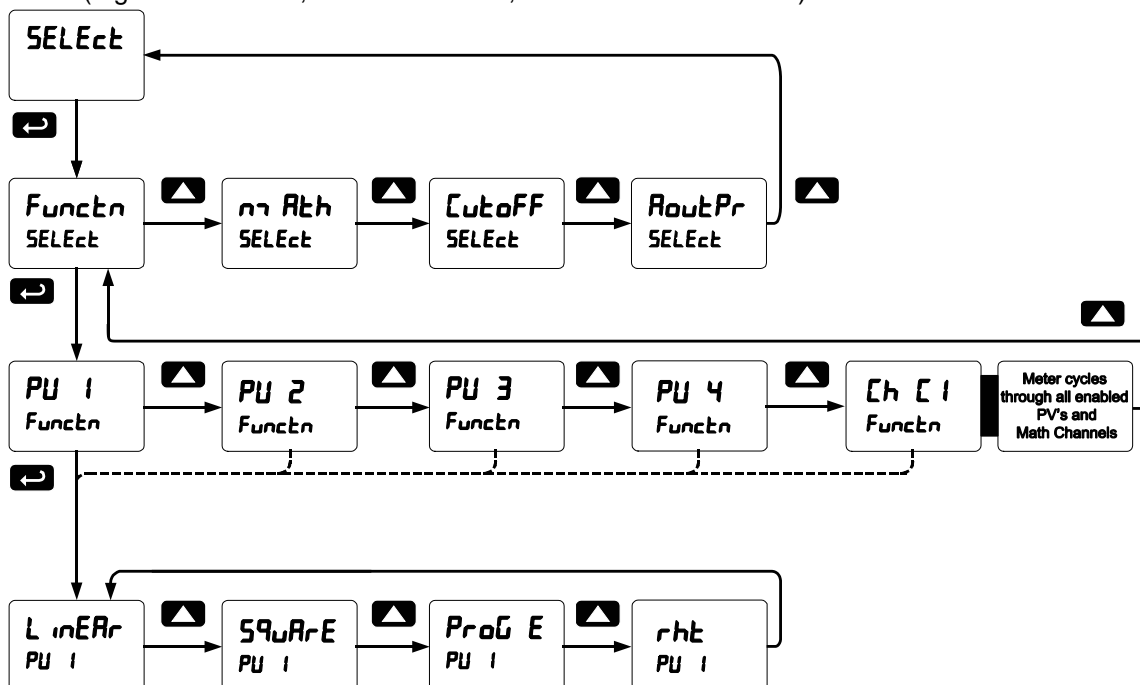 SELEct
Functn
SELEct
mAth
SELEct
CutoFF
SELEct
AoutPr
SELEct
PV 1
Functn
PV 2
Functn
PV 3
Functn
PV 4
Functn
Ch C1
Functn
Meter cycles
through all enabled
PV's and
Math Channels
LinEAr
PV 1
SquArE
PV 1
ProG E
PV 1
rht
PV 1